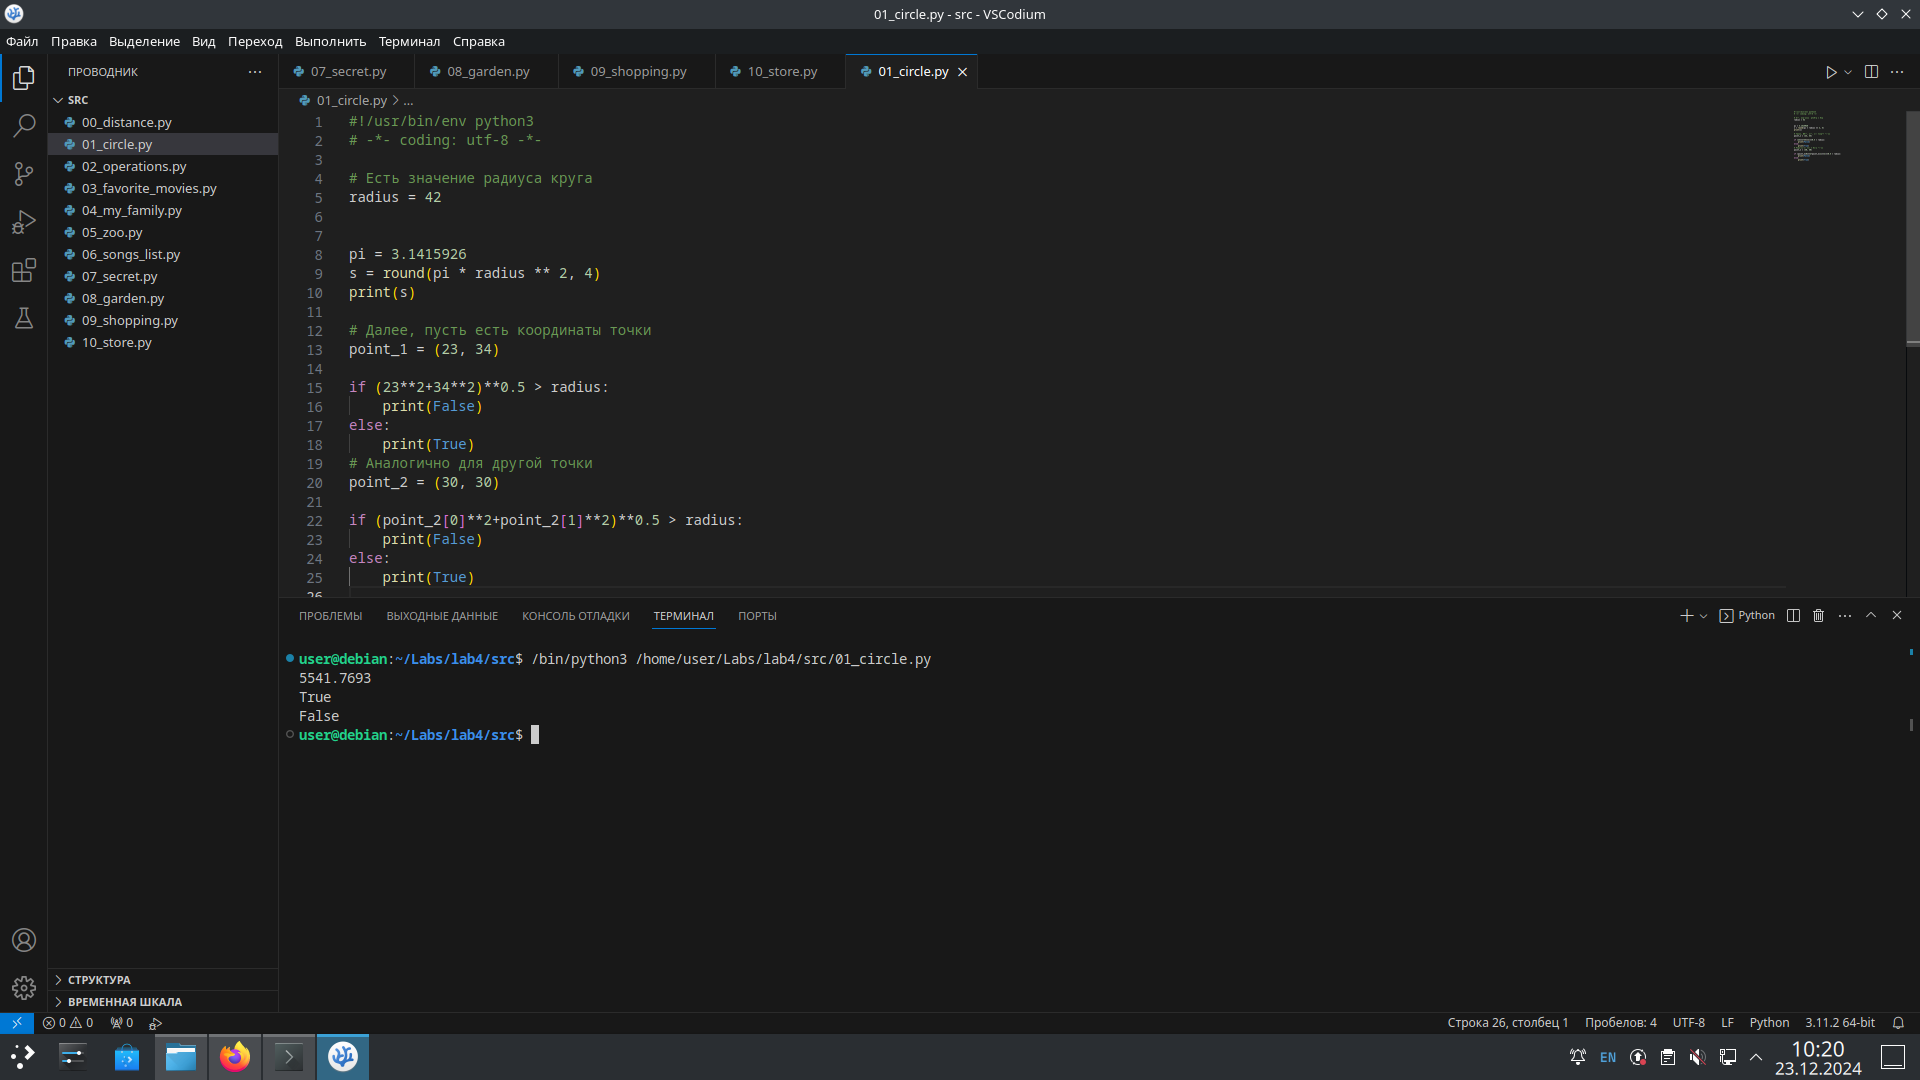 01_circle.py - src - VSCodium
Файл Правка Выделение Вид Переход Выполнить Терминал Справка
ПРОВОДНИК
07_secret.py 08_garden.py 09_shopping.py 10_store.py 01_circle.py
SRC
00_distance.py
01_circle.py
02_operations.py
03_favorite_movies.py
04_my_family.py
05_zoo.py
06_songs_list.py
07_secret.py
08_garden.py
09_shopping.py
10_store.py
СТРУКТУРА
ВРЕМЕННАЯ ШКАЛА
01_circle.py > ...
1 #!/usr/bin/env python3
2 # -*- coding: utf-8 -*-
3
4 # Есть значение радиуса круга
5 radius = 42
6
7
8 pi = 3.1415926
9 s = round(pi * radius ** 2, 4)
10 print(s)
11
12 # Далее, пусть есть координаты точки
13 point_1 = (23, 34)
14
15 if (23**2+34**2)**0.5 > radius:
16     print(False)
17 else:
18     print(True)
19 # Аналогично для другой точки
20 point_2 = (30, 30)
21
22 if (point_2[0]**2+point_2[1]**2)**0.5 > radius:
23     print(False)
24 else:
25     print(True)
26
ПРОБЛЕМЫ ВЫХОДНЫЕ ДАННЫЕ КОНСОЛЬ ОТЛАДКИ ТЕРМИНАЛ ПОРТЫ
Python
user@debian:~/Labs/lab4/src$ /bin/python3 /home/user/Labs/lab4/src/01_circle.py
5541.7693
True
False
user@debian:~/Labs/lab4/src$
0 0 0
Строка 26, столбец 1 Пробелов: 4 UTF-8 LF Python 3.11.2 64-bit
EN
10:20
23.12.2024